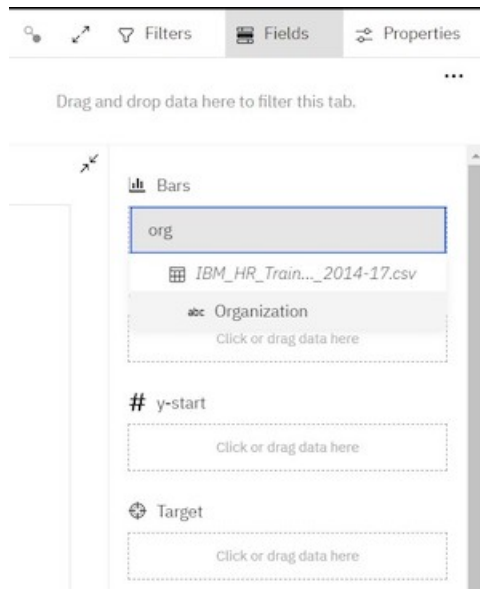 Filters Fields Properties
...
Drag and drop data here to filter this tab.
Bars
org
IBM_HR_Train..._2014-17.csv
abc Organization
Click or drag data here
# y-start
Click or drag data here
Target
Click or drag data here